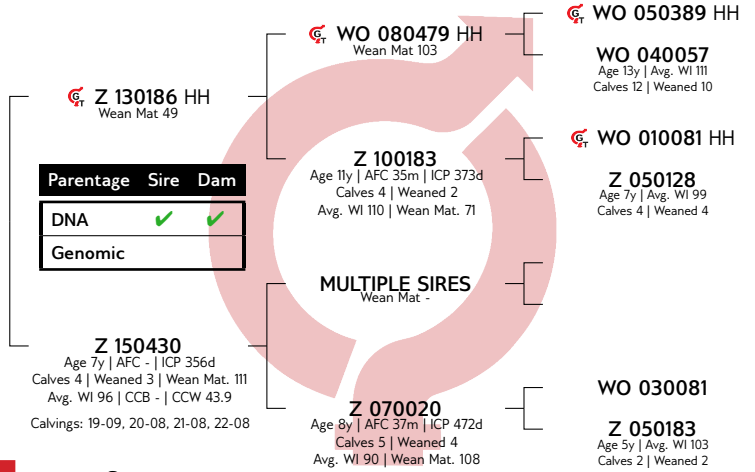 GT WO 050389 HH
GT WO 080479 HH
Wean Mat 103
WO 040057
Age 13y | Avg. WI 111
Calves 12 | Weaned 10
GT Z 130186 HH
Wean Mat 49
GT WO 010081 HH
Z 100183
Age 11y | AFC 35m | ICP 373d
Calves 4 | Weaned 2
Avg. WI 110 | Wean Mat. 71
Z 050128
Age 7y | Avg. WI 99
Calves 4 | Weaned 4
Parentage Sire Dam
DNA ✔ ✔
Genomic
MULTIPLE SIRES
Wean Mat -
Z 150430
Age 7y | AFC - | ICP 356d
Calves 4 | Weaned 3 | Wean Mat. 111
Avg. WI 96 | CCB - | CCW 43.9
Calvings: 19-09, 20-08, 21-08, 22-08
WO 030081
Z 070020
Age 8y | AFC 37m | ICP 472d
Calves 5 | Weaned 4
Avg. WI 90 | Wean Mat. 108
Z 050183
Age 5y | Avg. WI 103
Calves 2 | Weaned 2